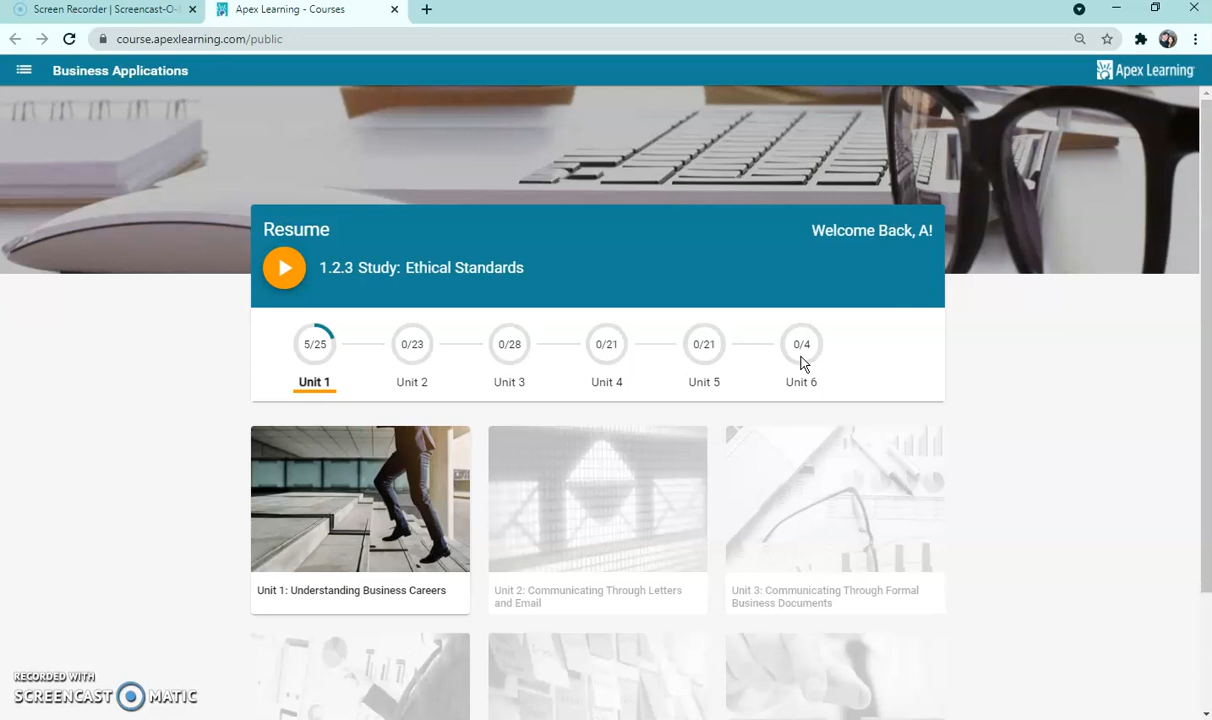 Screen Recorder | Screencast-O-
Apex Learning - Courses
course.apexlearning.com/public
Business Applications
Apex Learning
Resume
Welcome Back, A!
1.2.3 Study: Ethical Standards
5/25
0/23
0/28
0/21
0/21
0/4
Unit 1
Unit 2
Unit 3
Unit 4
Unit 5
Unit 6
Unit 1: Understanding Business Careers
Unit 2: Communicating Through Letters
and Email
Unit 3: Communicating Through Formal
Business Documents
RECORDED WITH
SCREENCAST MATIC